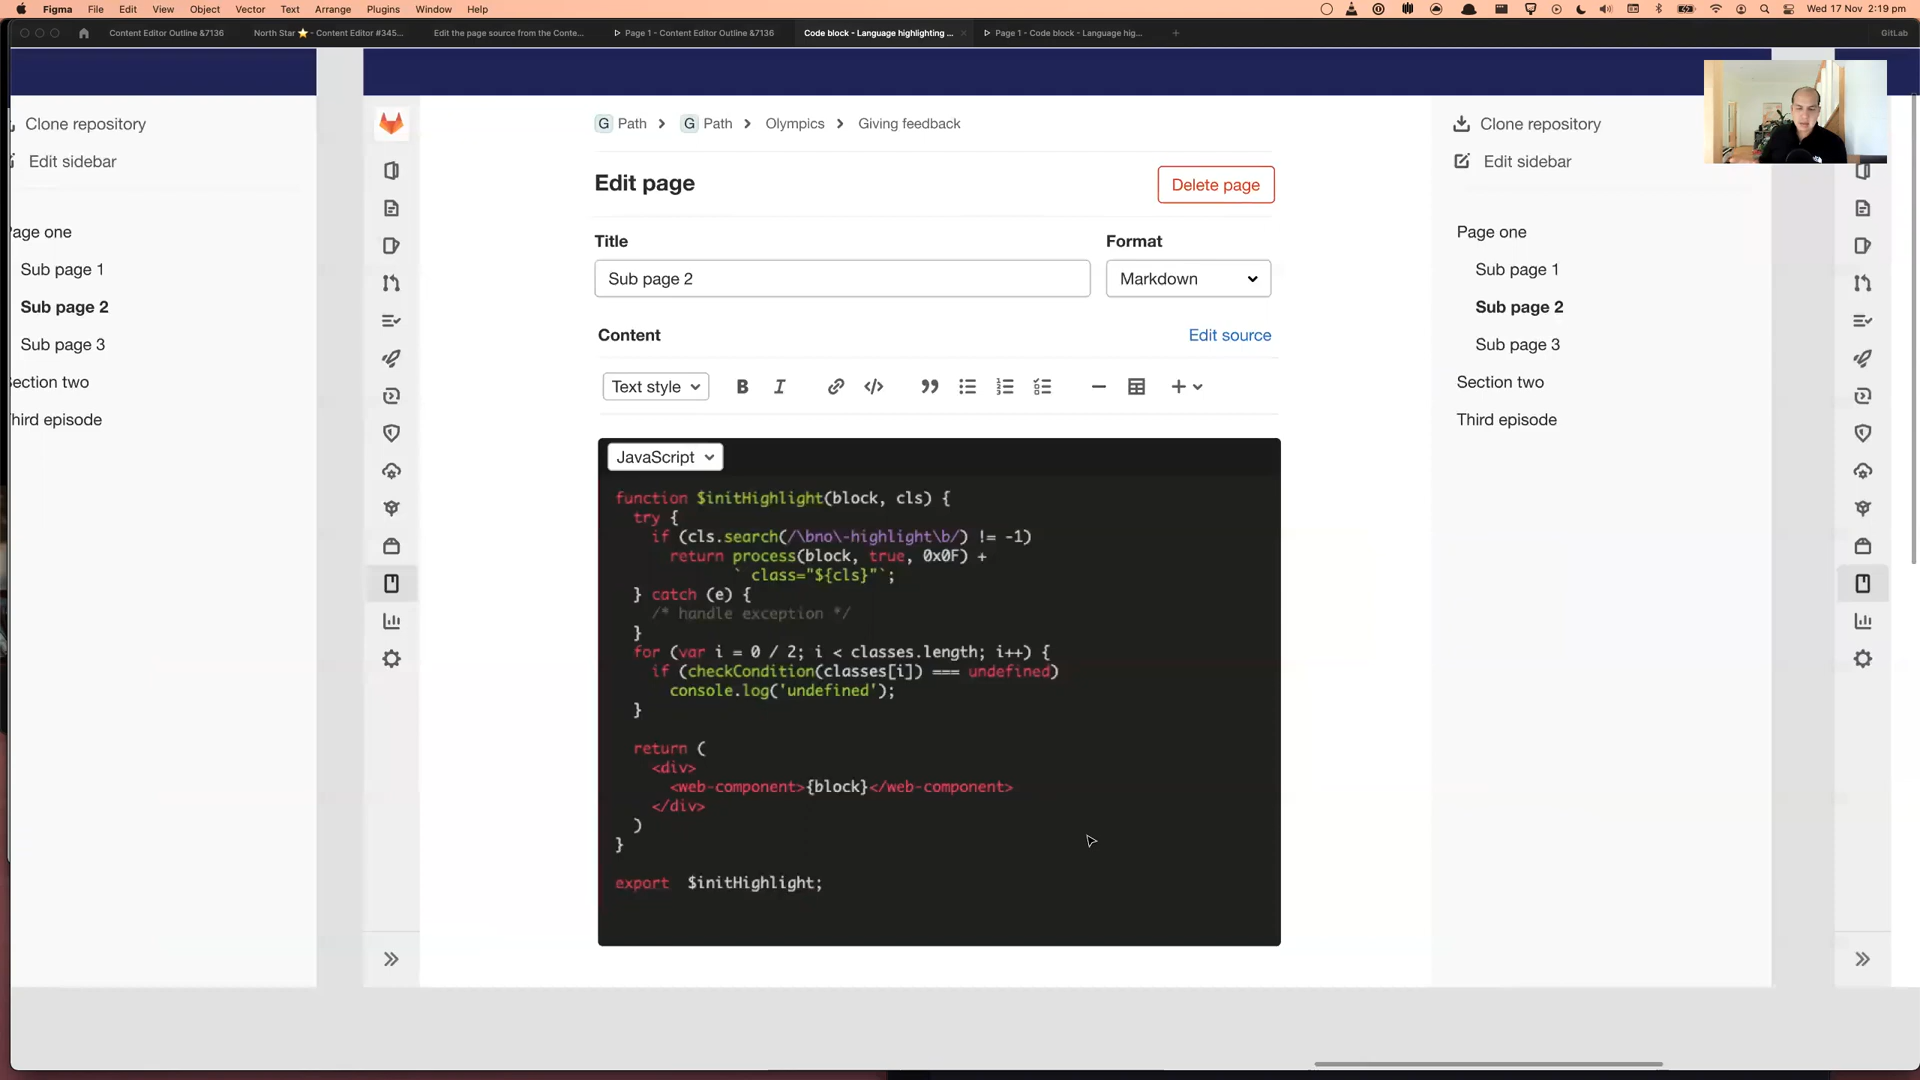 Figma File Edit View Object Vector Text Arrange Plugins Window Help Wed 17 Nov 2:19 pm
Content Editor Outline &7136 North Star ⭐ - Content Editor #345... Edit the page source from the Conte... Page 1 - Content Editor Outline &7136 Code block - Language highlighting ... Page 1 - Code block - Language hig... GitLab
Clone repository
Edit sidebar
age one
Sub page 1
Sub page 2
Sub page 3
ection two
hird episode
G Path > G Path > Olympics > Giving feedback
Edit page
Delete page
Title
Format
Sub page 2
Markdown
Content
Edit source
Text style
B I
JavaScript
function $initHighlight(block, cls) {
try {
if (cls.search(/\bno\-highlight\b/) != -1)
return process(block, true, 0x0F) +
` class="${cls}"`;
} catch (e) {
/* handle exception */
}
for (var i = 0 / 2; i < classes.length; i++) {
if (checkCondition(classes[i]) === undefined)
console.log('undefined');
}
return (
<div>
<web-component>{block}</web-component>
</div>
)
}
export $initHighlight;
Clone repository
Edit sidebar
Page one
Sub page 1
Sub page 2
Sub page 3
Section two
Third episode